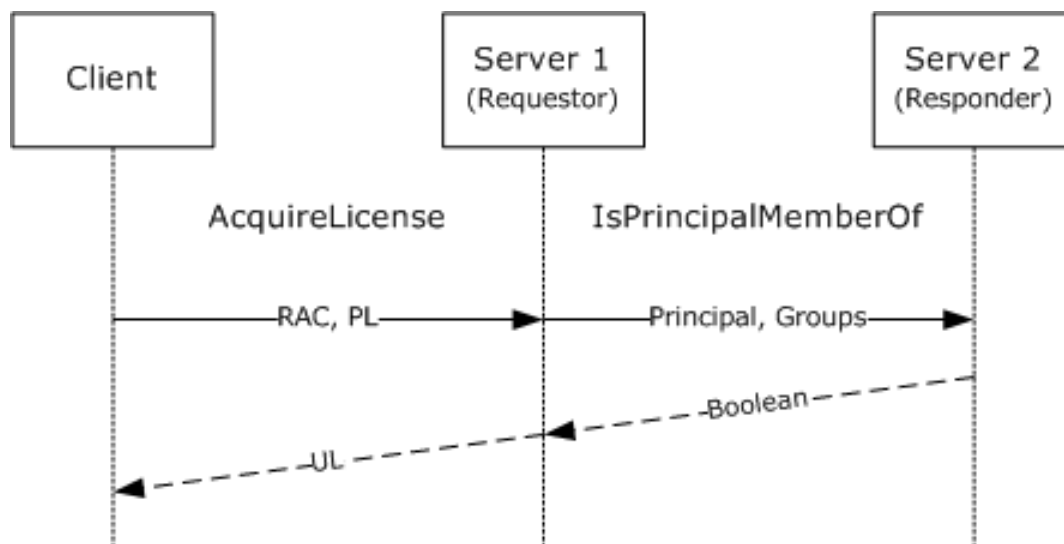 Client
Server 1
(Requestor)
Server 2
(Responder)
AcquireLicense
IsPrincipalMemberOf
RAC, PL
Principal, Groups
Boolean
UL